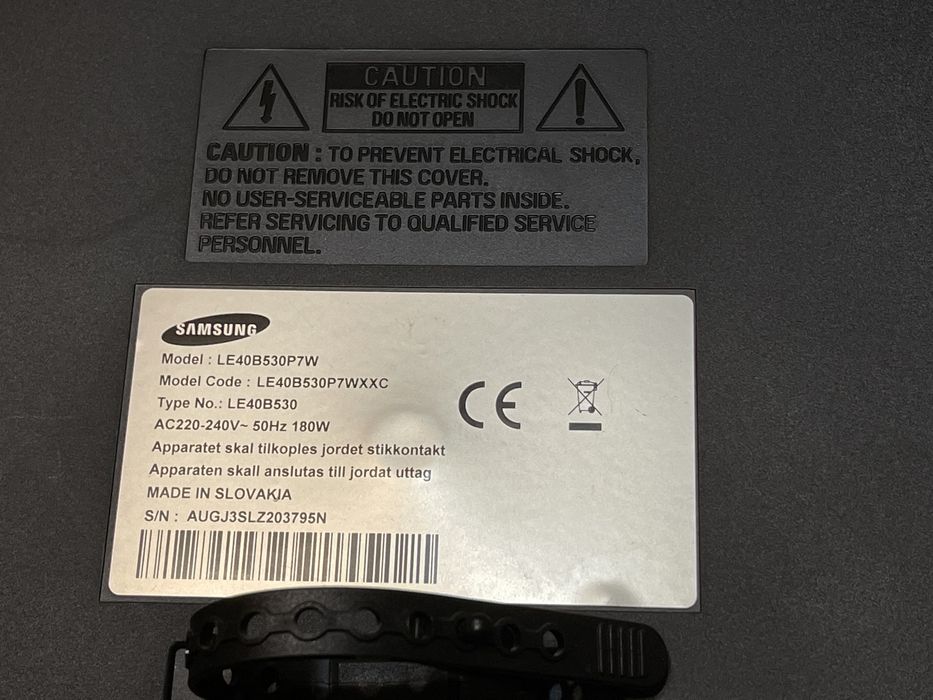 CAUTION
RISK OF ELECTRIC SHOCK
DO NOT OPEN
CAUTION : TO PREVENT ELECTRICAL SHOCK,
DO NOT REMOVE THIS COVER.
NO USER-SERVICEABLE PARTS INSIDE.
REFER SERVICING TO QUALIFIED SERVICE
PERSONNEL.
SAMSUNG
Model : LE40B530P7W
Model Code : LE40B530P7WXXC
Type No.: LE40B530
AC220-240V~ 50Hz 180W
Apparatet skal tilkoples jordet stikkontakt
Apparaten skall anslutas till jordat uttag
MADE IN SLOVAKIA
S/N : AUGJ3SLZ203795N
CE